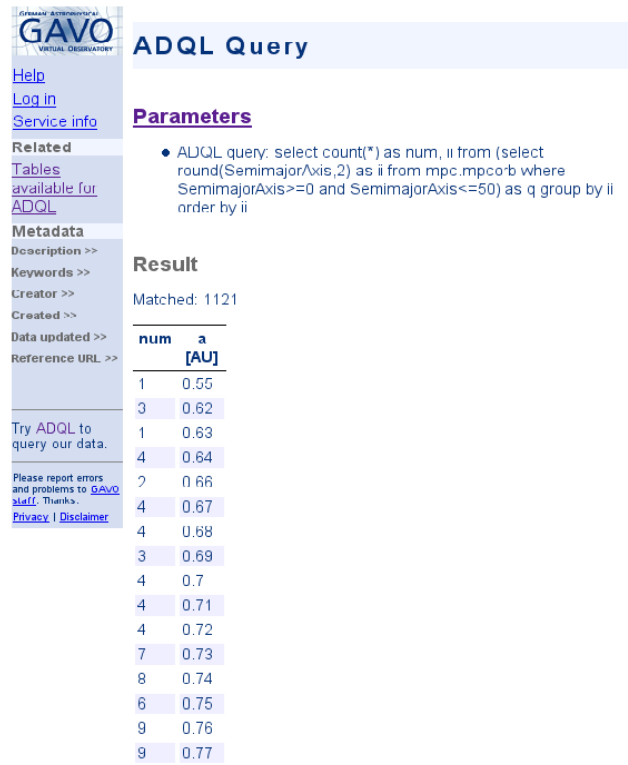 GERMAN ASTROPHYSICAL
GAVO
VIRTUAL OBSERVATORY
Help
Log in
Service info
Related
Tables
available for
ADQL
Metadata
Description >>
Keywords >>
Creator >>
Created >>
Data updated >>
Reference URL >>
Try ADQL to
query our data.
Please report errors
and problems to GAVO
staff. Thanks.
Privacy | Disclaimer
ADQL Query
Parameters
• ADQL query: select count(*) as num, ii from (select
round(SemimajorAxis,2) as ii from mpc.mpcorb where
SemimajorAxis>=0 and SemimajorAxis<=50) as q group by ii
order by ii
Result
Matched: 1121
num a
[AU]
1 0.55
3 0.62
1 0.63
4 0.64
2 0.66
4 0.67
4 0.68
3 0.69
4 0.7
4 0.71
4 0.72
7 0.73
8 0.74
6 0.75
9 0.76
9 0.77